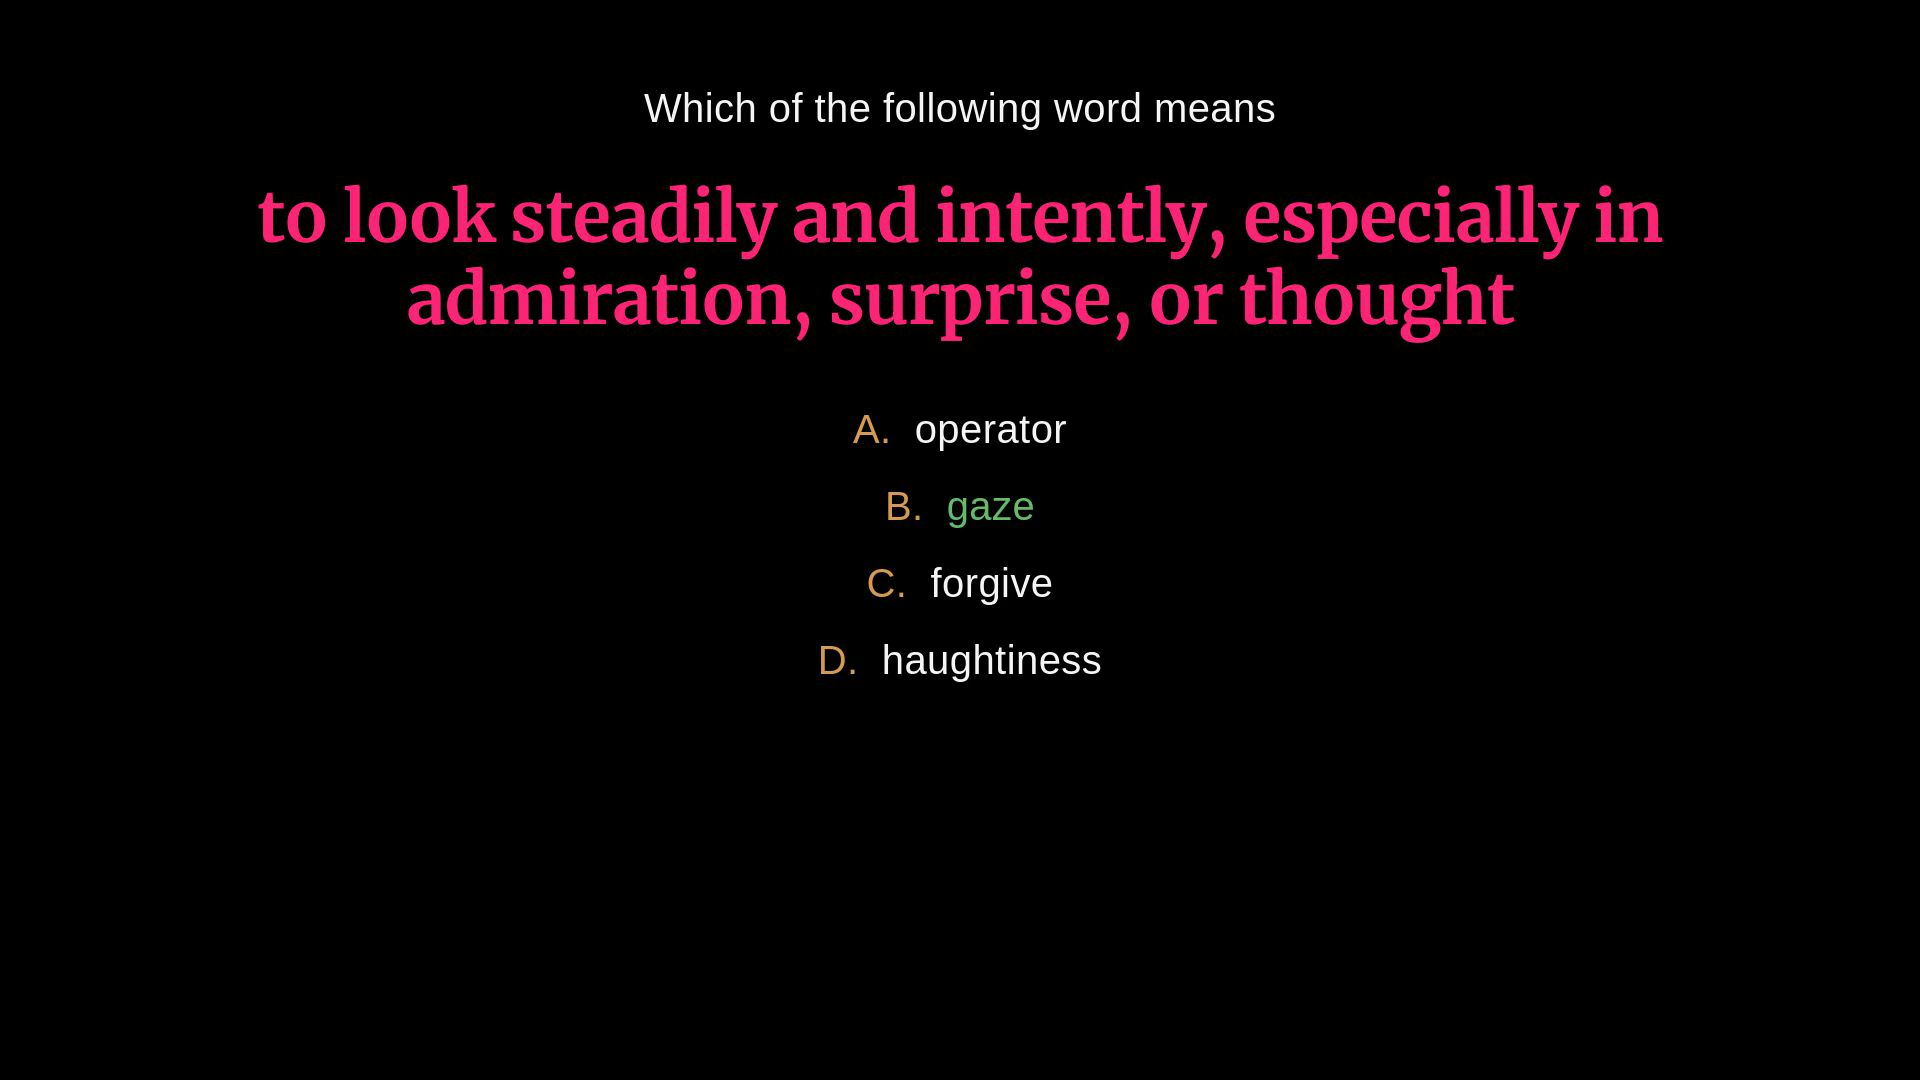 Which of the following word means
to look steadily and intently, especially in
admiration, surprise, or thought
A. operator
B. gaze
C. forgive
D. haughtiness